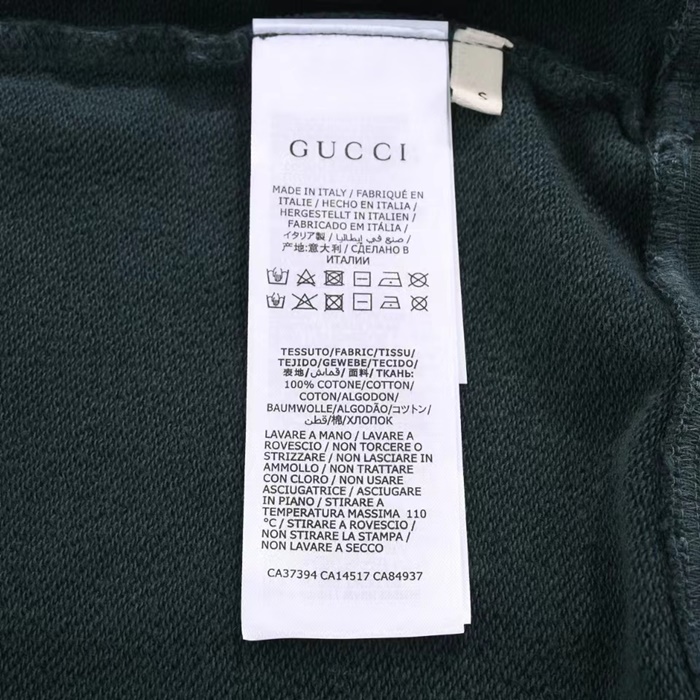 GUCCI
MADE IN ITALY / FABRIQUÉ EN
ITALIE / HECHO EN ITALIA /
HERGESTELLT IN ITALIEN /
FABRICADO EM ITÁLIA /
イタリア製 / صنع في إيطاليا /
产地:意大利 / СДЕЛАНО В
ИТАЛИИ
TESSUTO/FABRIC/TISSU/
TEJIDO/GEWEBE/TECIDO/
表地/قماش/面料/ТКАНЬ:
100% COTONE/COTTON/
COTON/ALGODON/
BAUMWOLLE/ALGODÃO/コットン/
قطن/棉/ХЛОПОК
LAVARE A MANO / LAVARE A
ROVESCIO / NON TORCERE O
STRIZZARE / NON LASCIARE IN
AMMOLLO / NON TRATTARE
CON CLORO / NON USARE
ASCIUGATRICE / ASCIUGARE
IN PIANO / STIRARE A
TEMPERATURA MASSIMA 110
°C / STIRARE A ROVESCIO /
NON STIRARE LA STAMPA /
NON LAVARE A SECCO
CA37394 CA14517 CA84937